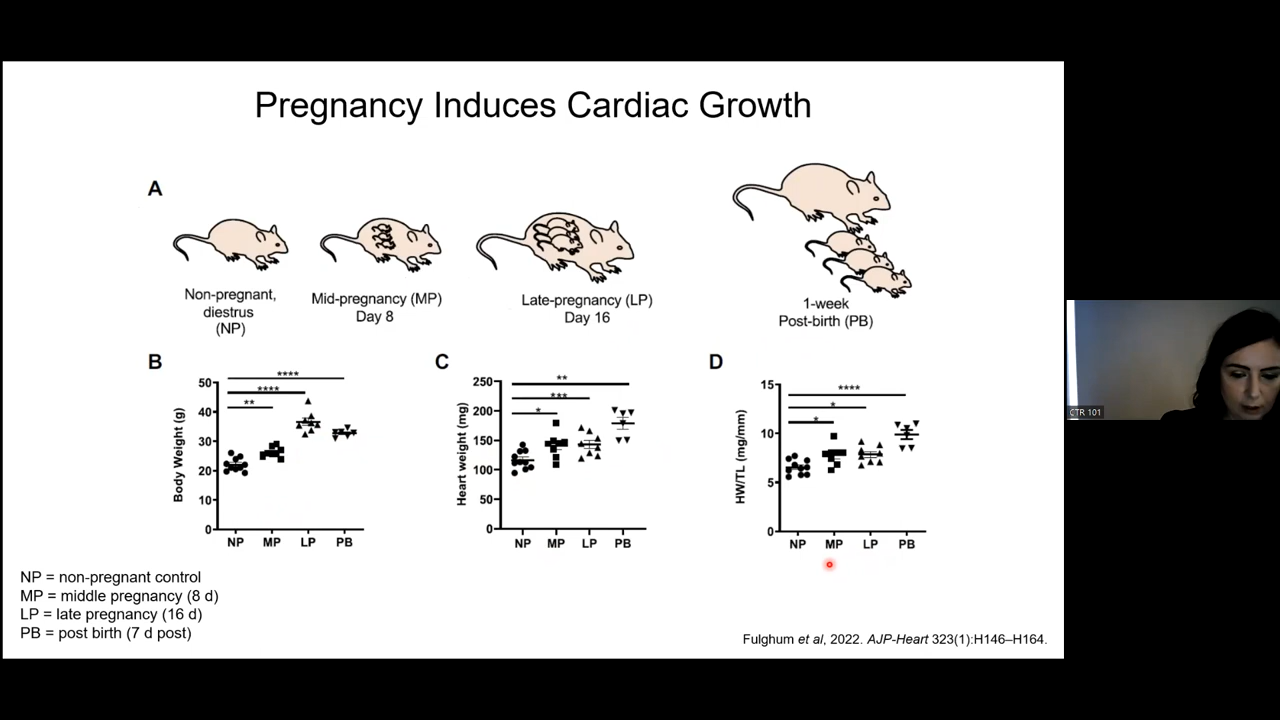 Pregnancy Induces Cardiac Growth
A
Non-pregnant,
diestrus
(NP)
Mid-pregnancy (MP)
Day 8
Late-pregnancy (LP)
Day 16
1-week
Post-birth (PB)
B
****
****
**
50
40
30
20
10
0
Body Weight (g)
NP MP LP PB
C
**
***
*
250
200
150
100
50
0
Heart weight (mg)
NP MP LP PB
D
****
*
*
15
10
5
0
HW/TL (mg/mm)
NP MP LP PB
NP = non-pregnant control
MP = middle pregnancy (8 d)
LP = late pregnancy (16 d)
PB = post birth (7 d post)
Fulghum et al, 2022. AJP-Heart 323(1):H146–H164.
CTR 101